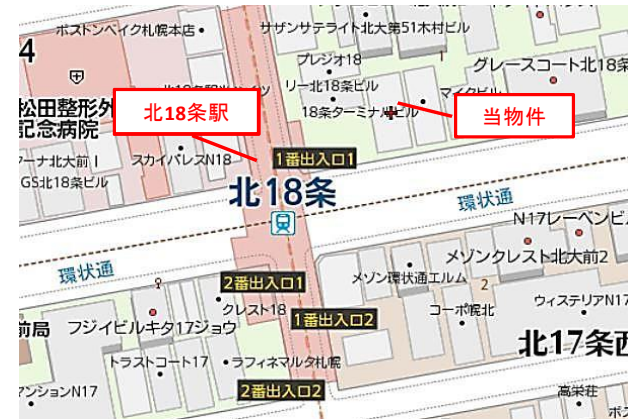 ボストンベイク札幌本店
サザンサテライト北大第51木村ビル
4
プレジオ18
グレースコート北18条
リー北18条ビル
マイクビル
松田整形外
記念病院
北18条駅
18条ターミナルビル
当物件
アーナ北大前Ⅰ
スカイパレスN18
1番出入口1
GS北18条ビル
北18条
環状通
N17レーベンビル
環状通
メゾンクレスト北大前2
2番出入口1
メゾン環状通エルム
2
クレスト18
コーポ幌北
ウィステリアN17
前局
フジイビルキタ17ジョウ
1番出入口2
北17条西
トラストコート17
ラフィネマルタ札幌
マンションN17
2番出入口2
高栄荘